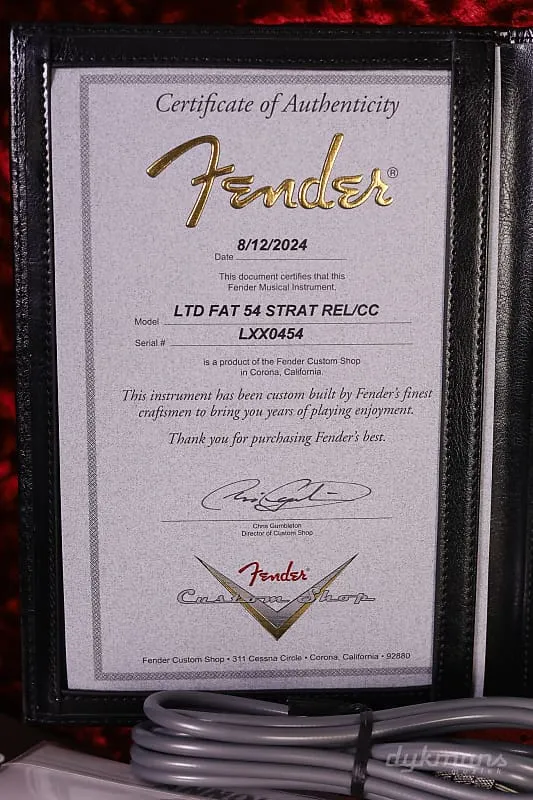 Certificate of Authenticity
Fender®
8/12/2024
Date
This document certifies that this
Fender Musical Instrument,
LTD FAT 54 STRAT REL/CC
Model
LXX0454
Serial #
is a product of the Fender Custom Shop
in Corona, California.
This instrument has been custom built by Fender's finest
craftsmen to bring you years of playing enjoyment.
Thank you for purchasing Fender's best.
Chris Gumbleton
Director of Custom Shop
Fender
Custom Shop
Fender Custom Shop • 311 Cessna Circle • Corona, California • 92880
dykmans